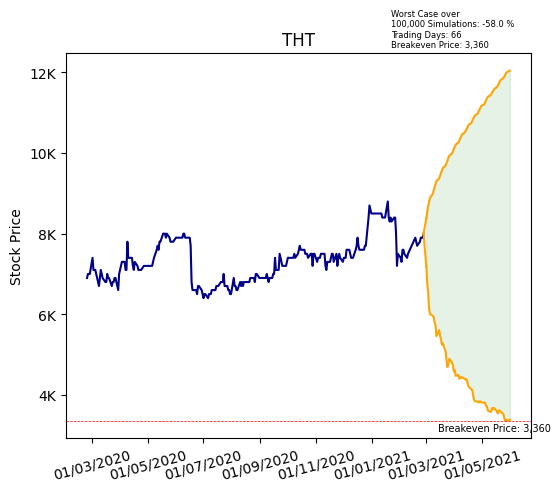 Worst Case over
100,000 Simulations: -58.0 %
Trading Days: 66
Breakeven Price: 3,360
THT
Stock Price
12K
10K
8K
6K
4K
Breakeven Price: 3,360
01/03/2020 01/05/2020 01/07/2020 01/09/2020 01/11/2020 01/01/2021 01/03/2021 01/05/2021